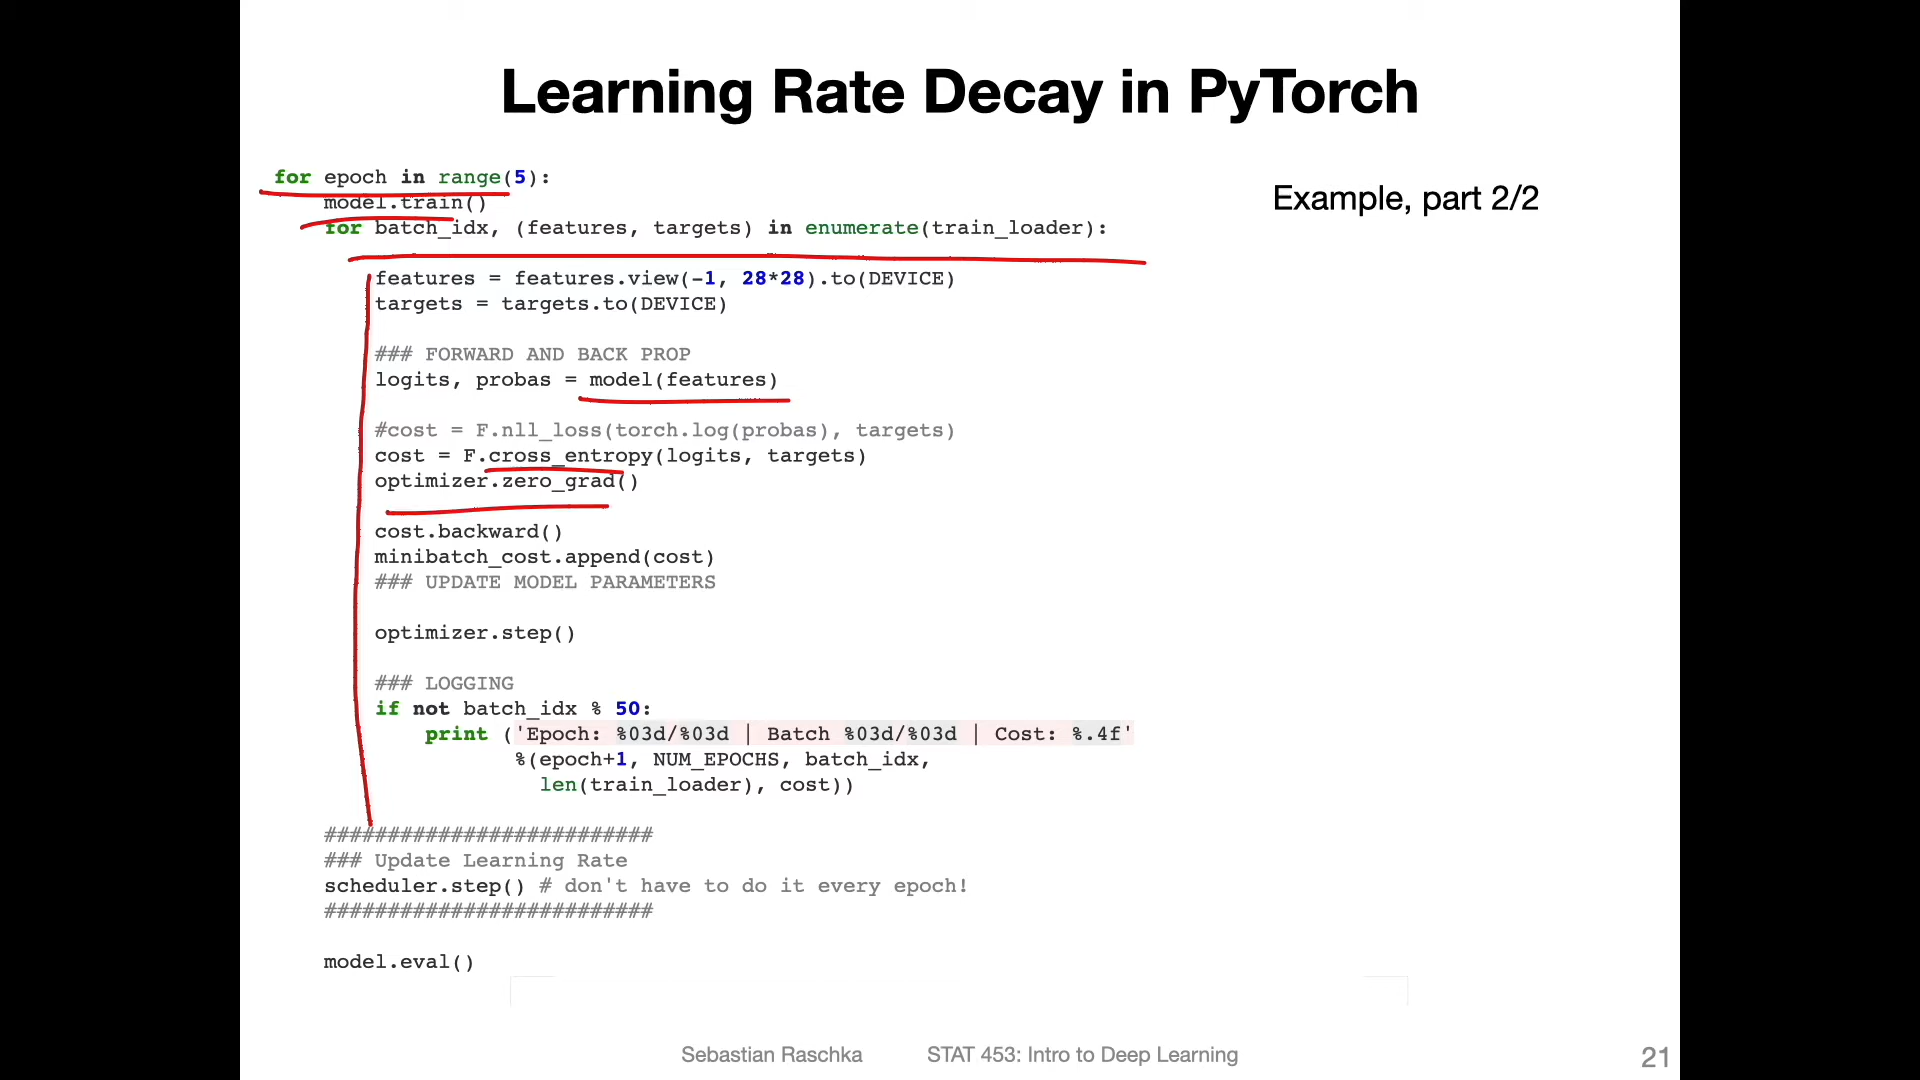 Learning Rate Decay in PyTorch
Example, part 2/2
for epoch in range(5):
    model.train()
    for batch_idx, (features, targets) in enumerate(train_loader):

        features = features.view(-1, 28*28).to(DEVICE)
        targets = targets.to(DEVICE)

        ### FORWARD AND BACK PROP
        logits, probas = model(features)

        #cost = F.nll_loss(torch.log(probas), targets)
        cost = F.cross_entropy(logits, targets)
        optimizer.zero_grad()

        cost.backward()
        minibatch_cost.append(cost)
        ### UPDATE MODEL PARAMETERS

        optimizer.step()

        ### LOGGING
        if not batch_idx % 50:
            print ('Epoch: %03d/%03d | Batch %03d/%03d | Cost: %.4f'
                   %(epoch+1, NUM_EPOCHS, batch_idx,
                     len(train_loader), cost))

    ##########################
    ### Update Learning Rate
    scheduler.step() # don't have to do it every epoch!
    ##########################

    model.eval()
Sebastian Raschka
STAT 453: Intro to Deep Learning
21